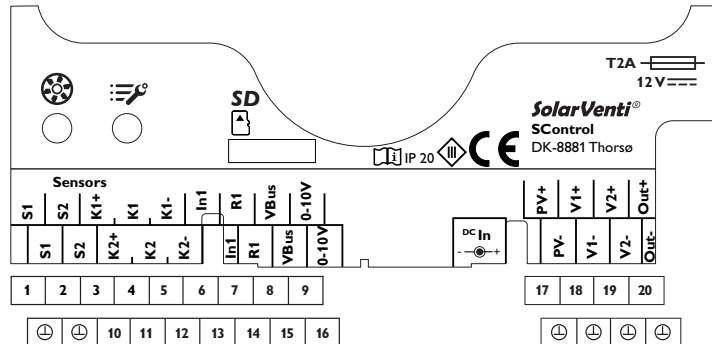 T2A
12 V
SD
SolarVenti®
SControl
DK-8881 Thorsø
IP 20
CE
Sensors
S1 S2 K1+ K1 K1- In1 R1 VBus 0-10V PV+ V1+ V2+ Out+
S1 S2 K2+ K2 K2- In1 R1 VBus 0-10V DC In - + PV- V1- V2- Out-
1 2 3 4 5 6 7 8 9 17 18 19 20
10 11 12 13 14 15 16